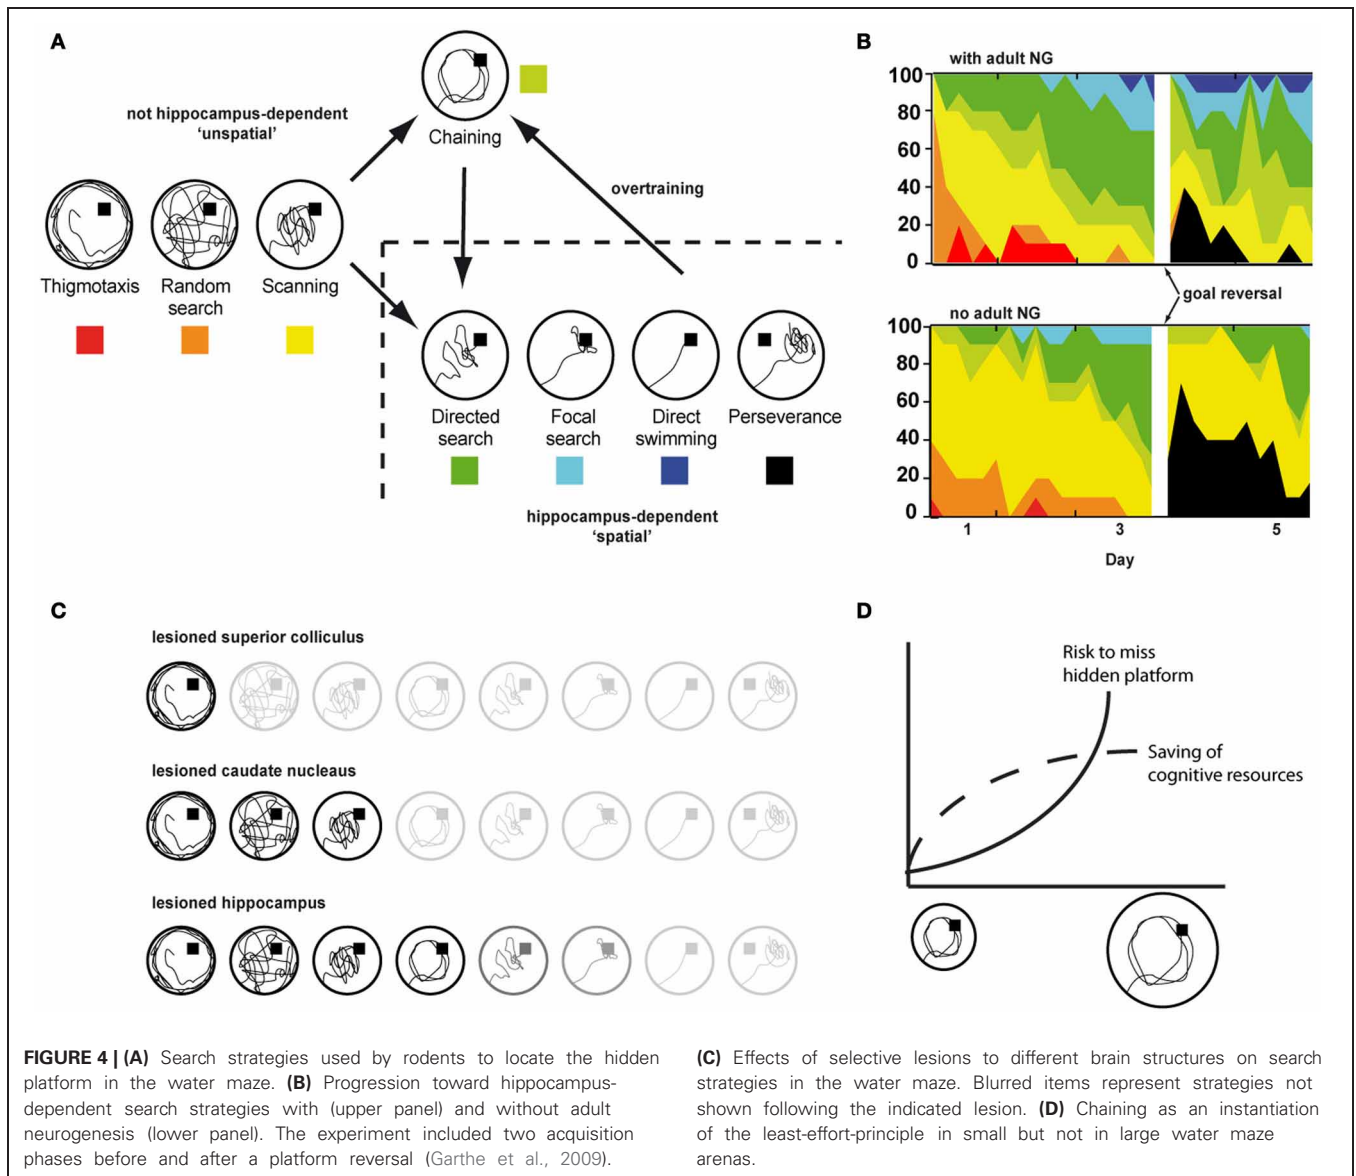 A
not hippocampus-dependent
‘unspatial’
Chaining
overtraining
Thigmotaxis
Random
search
Scanning
Directed
search
Focal
search
Direct
swimming
Perseverance
hippocampus-dependent
‘spatial’
B
with adult NG
100
80
60
40
20
0
goal reversal
no adult NG
100
80
60
40
20
0
1
3
5
Day
C
lesioned superior colliculus
lesioned caudate nucleaus
lesioned hippocampus
D
Risk to miss
hidden platform
Saving of
cognitive resources
FIGURE 4 | (A) Search strategies used by rodents to locate the hidden
platform in the water maze. (B) Progression toward hippocampus-
dependent search strategies with (upper panel) and without adult
neurogenesis (lower panel). The experiment included two acquisition
phases before and after a platform reversal (Garthe et al., 2009).
(C) Effects of selective lesions to different brain structures on search
strategies in the water maze. Blurred items represent strategies not
shown following the indicated lesion. (D) Chaining as an instantiation
of the least-effort-principle in small but not in large water maze
arenas.